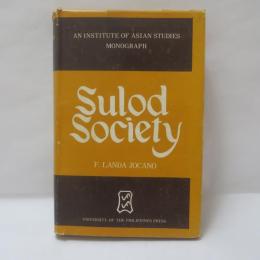 AN INSTITUTE OF ASIAN STUDIES
MONOGRAPH
Sulod
Society
F. LANDA JOCANO
UNIVERSITY OF THE PHILIPPINES PRESS